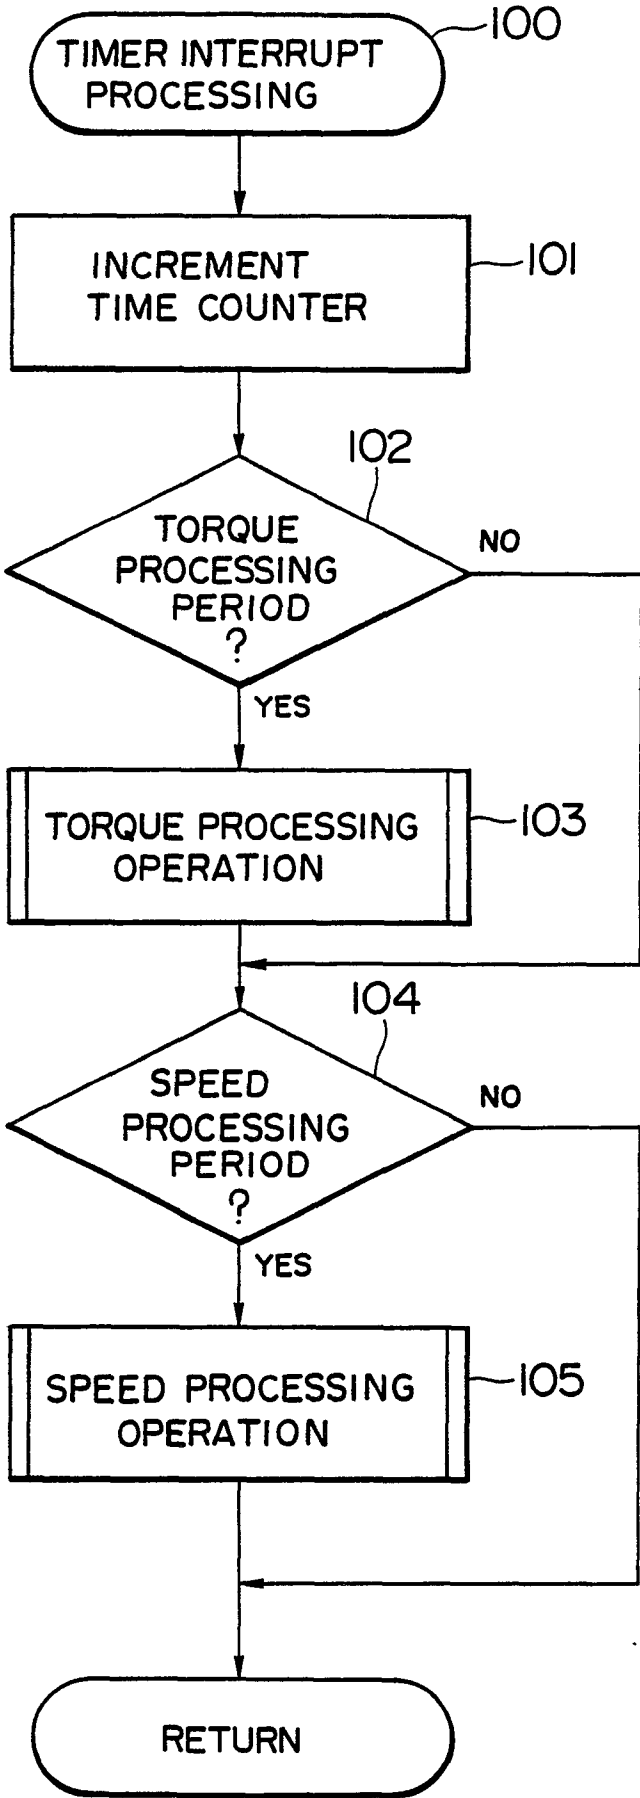 100
TIMER INTERRUPT
PROCESSING
101
INCREMENT
TIME COUNTER
102
TORQUE
PROCESSING
PERIOD
?
NO
YES
103
TORQUE PROCESSING
OPERATION
104
SPEED
PROCESSING
PERIOD
?
NO
YES
105
SPEED PROCESSING
OPERATION
RETURN